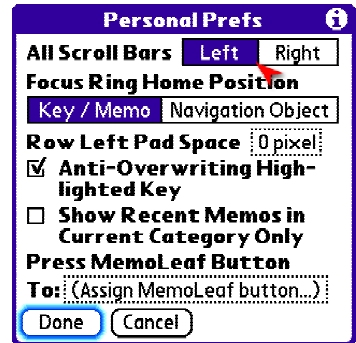 Personal Prefs i
All Scroll Bars Left Right
Focus Ring Home Position
Key / Memo Navigation Object
Row Left Pad Space 0 pixel
Anti-Overwriting High-
lighted Key
Show Recent Memos in
Current Category Only
Press MemoLeaf Button
To: (Assign MemoLeaf button...)
Done Cancel